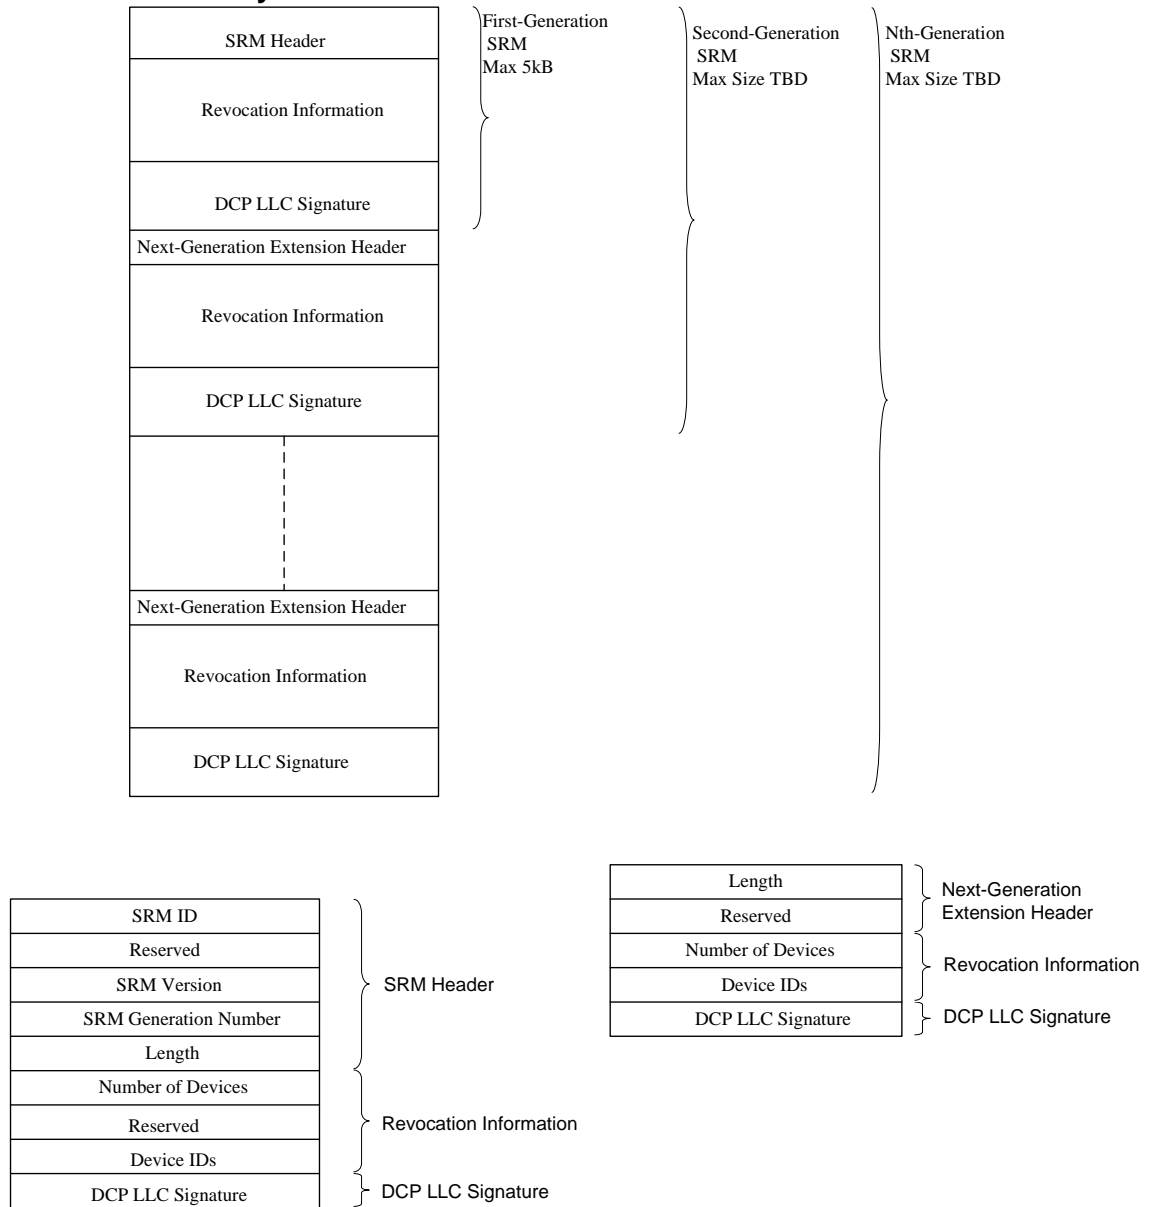 SRM Header
Revocation Information
DCP LLC Signature
Next-Generation Extension Header
Revocation Information
DCP LLC Signature
Next-Generation Extension Header
Revocation Information
DCP LLC Signature
First-Generation
SRM
Max 5kB
Second-Generation
SRM
Max Size TBD
Nth-Generation
SRM
Max Size TBD
SRM ID
Reserved
SRM Version
SRM Generation Number
Length
Number of Devices
Reserved
Device IDs
DCP LLC Signature
SRM Header
Revocation Information
DCP LLC Signature
Length
Reserved
Number of Devices
Device IDs
DCP LLC Signature
Next-Generation
Extension Header
Revocation Information
DCP LLC Signature